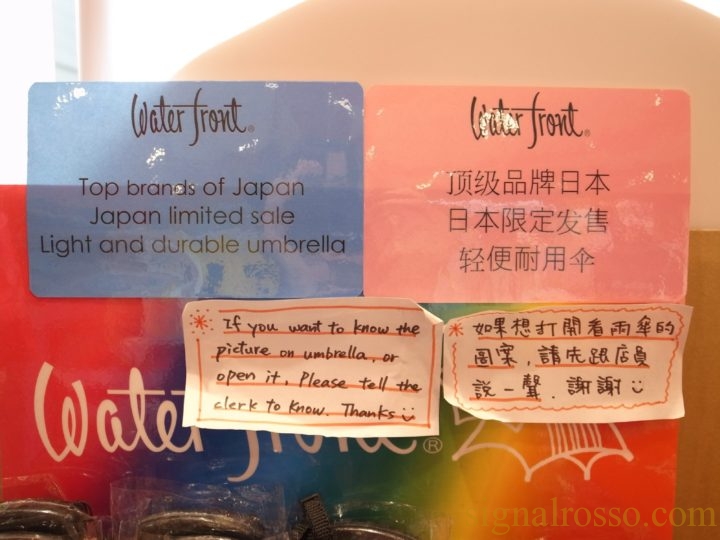 Water front®
Top brands of Japan
Japan limited sale
Light and durable umbrella
Water front®
顶级品牌日本
日本限定发售
轻便耐用伞
* If you want to know the
picture on umbrella, or
open it, Please tell the
clerk to know. Thanks
* 如果想打開看雨傘的
圖案，請先跟店員
說一聲．謝謝
Water front®
signalrosso.com